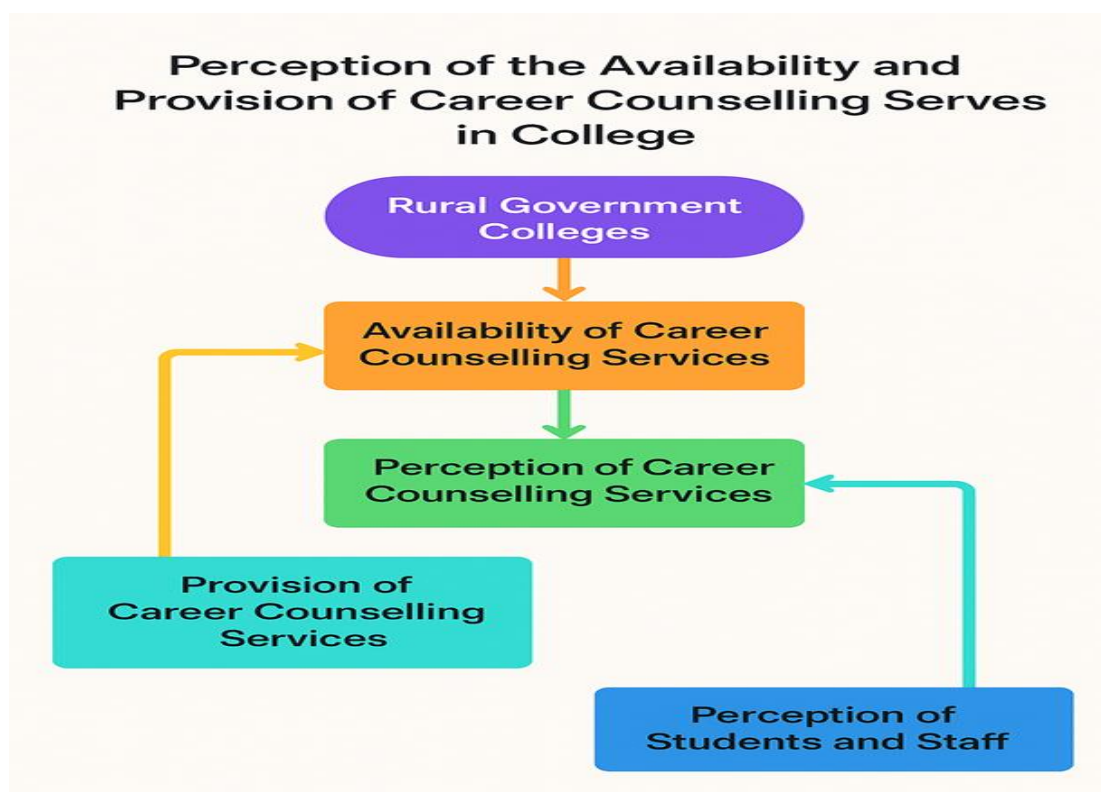 Perception of the Availability and
Provision of Career Counselling Serves
in College
Rural Government
Colleges
Availability of Career
Counselling Services
Perception of Career
Counselling Services
Provision of
Career Counselling
Services
Perception of
Students and Staff